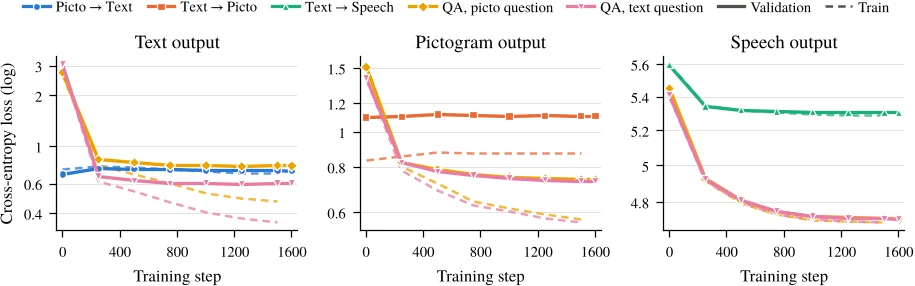 Picto → Text Text → Picto Text → Speech QA, picto question QA, text question Validation Train
Text output Pictogram output Speech output
Cross-entropy loss (log)
3
2
1
0.6
0.4
0 400 800 1200 1600
Training step
1.5
1.2
1
0.8
0.6
0 400 800 1200 1600
Training step
5.6
5.4
5.2
5
4.8
0 400 800 1200 1600
Training step